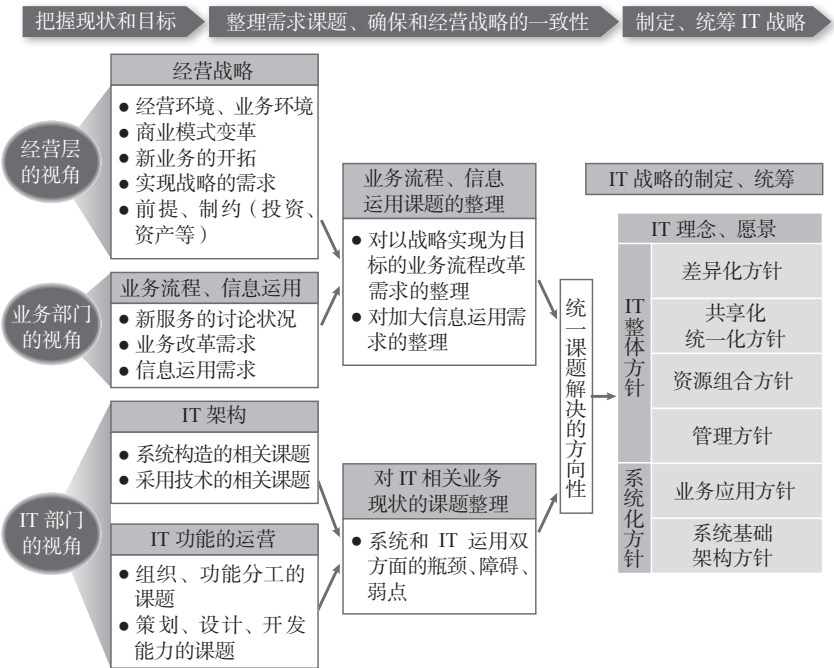 把握现状和目标
整理需求课题、确保和经营战略的一致性
制定、统筹 IT 战略
经营层
的视角
经营战略
● 经营环境、业务环境
● 商业模式变革
● 新业务的开拓
● 实现战略的需求
● 前提、制约（投资、
资产等）
业务部门
的视角
业务流程、信息运用
● 新服务的讨论状况
● 业务改革需求
● 信息运用需求
IT 部门
的视角
IT 架构
● 系统构造的相关课题
● 采用技术的相关课题
IT 功能的运营
● 组织、功能分工的
课题
● 策划、设计、开发
能力的课题
业务流程、信息
运用课题的整理
● 对以战略实现为目
标的业务流程改革
需求的整理
● 对加大信息运用需
求的整理
对 IT 相关业务
现状的课题整理
● 系统和 IT 运用双
方面的瓶颈、障碍、
弱点
统一课题解决的方向性
IT 战略的制定、统筹
IT 理念、愿景
IT整体方针
差异化方针
共享化
统一化方针
资源组合方针
管理方针
系统化方针
业务应用方针
系统基础
架构方针